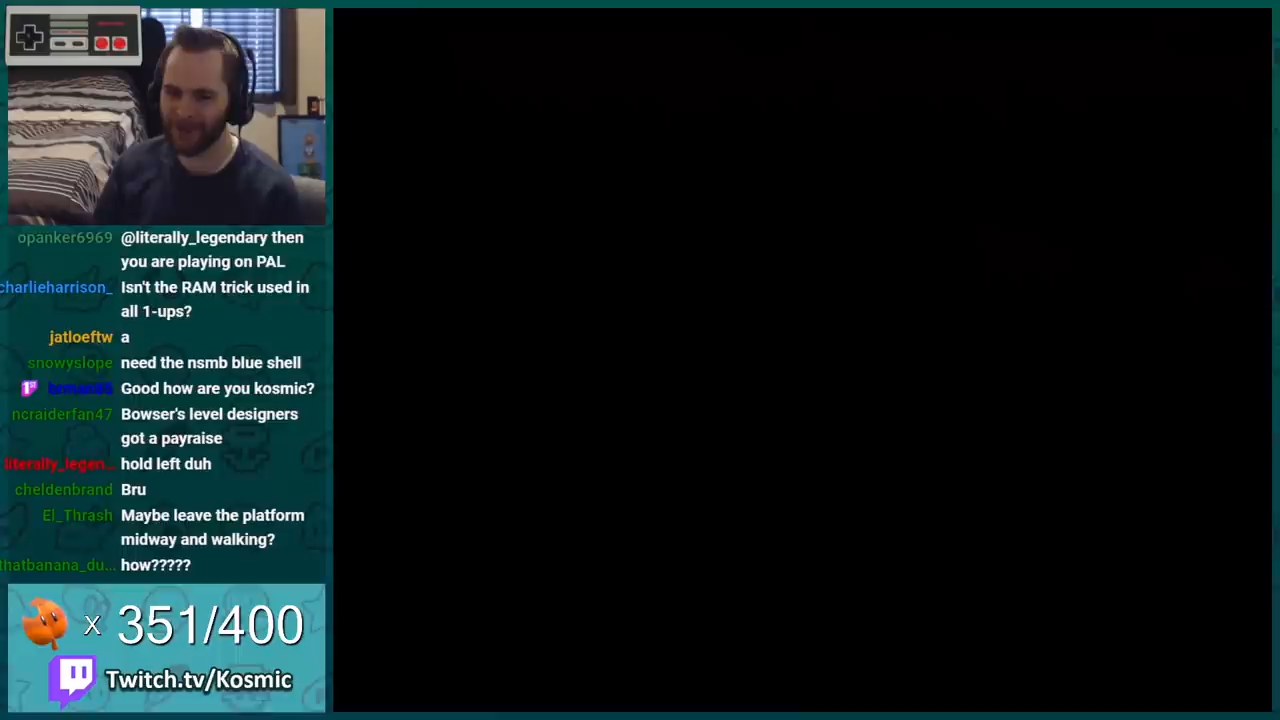 opanker6969 @literally_legendary then
you are playing on PAL
charlieharrison_ Isn't the RAM trick used in
all 1-ups?
jatloeftw a
snowyslope need the nsmb blue shell
Good how are you kosmic?
ncraiderfan47 Bowser's level designers
got a payraise
literally_legen... hold left duh
cheldenbrand Bru
El_Thrash Maybe leave the platform
midway and walking?
thatbanana_du... how?????
x 351/400
Twitch.tv/Kosmic